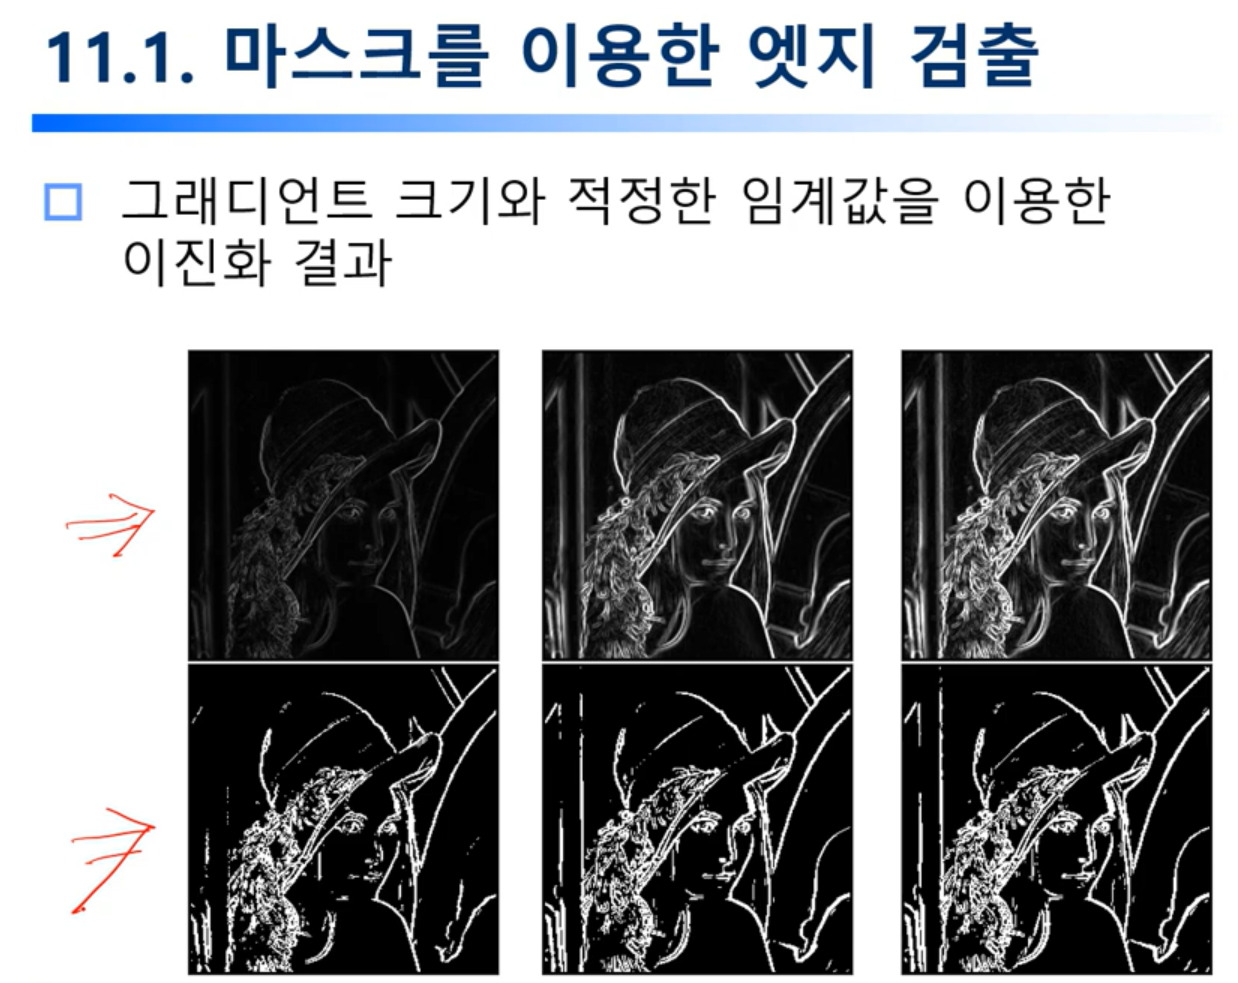 11.1. 마스크를 이용한 엣지 검출
그래디언트 크기와 적정한 임계값을 이용한
이진화 결과